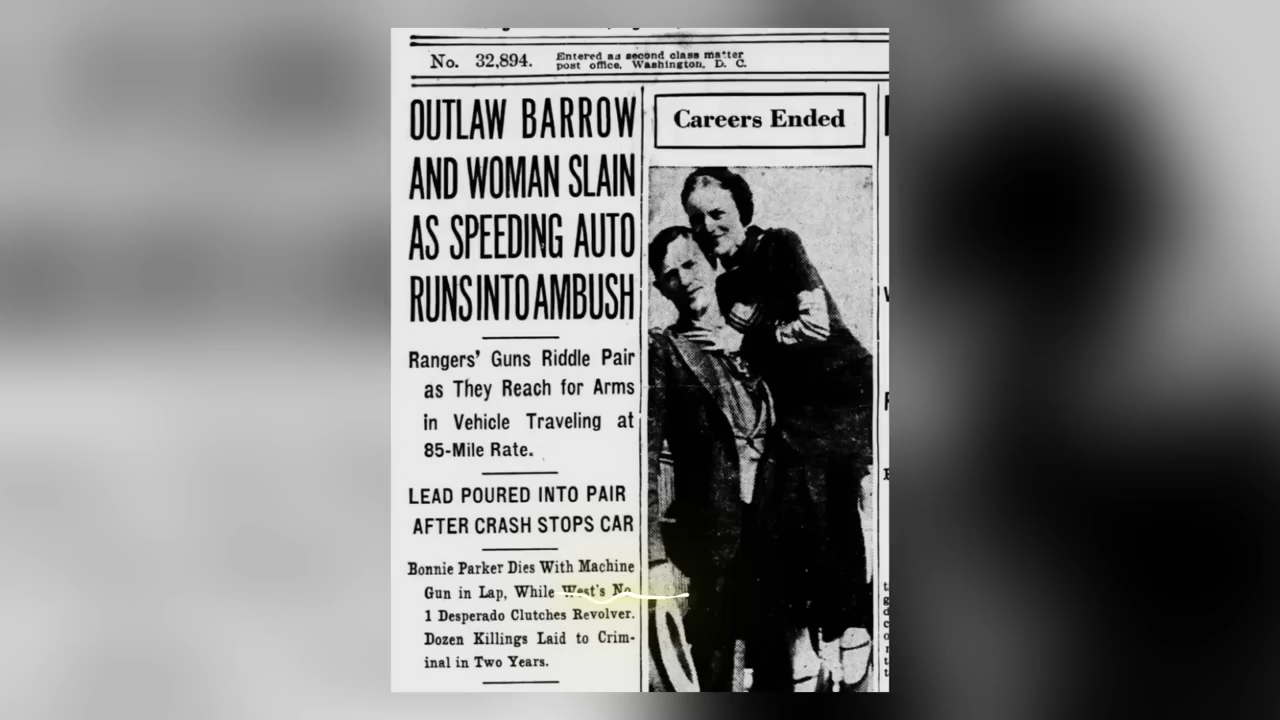 No. 32,894.
Entered as second class matter
post office, Washington, D. C.
OUTLAW BARROW
AND WOMAN SLAIN
AS SPEEDING AUTO
RUNS INTO AMBUSH
Rangers' Guns Riddle Pair
as They Reach for Arms
in Vehicle Traveling at
85-Mile Rate.
LEAD POURED INTO PAIR
AFTER CRASH STOPS CAR
Bonnie Parker Dies With Machine
Gun in Lap, While West's No.
1 Desperado Clutches Revolver.
Dozen Killings Laid to Crim-
inal in Two Years.
Careers Ended